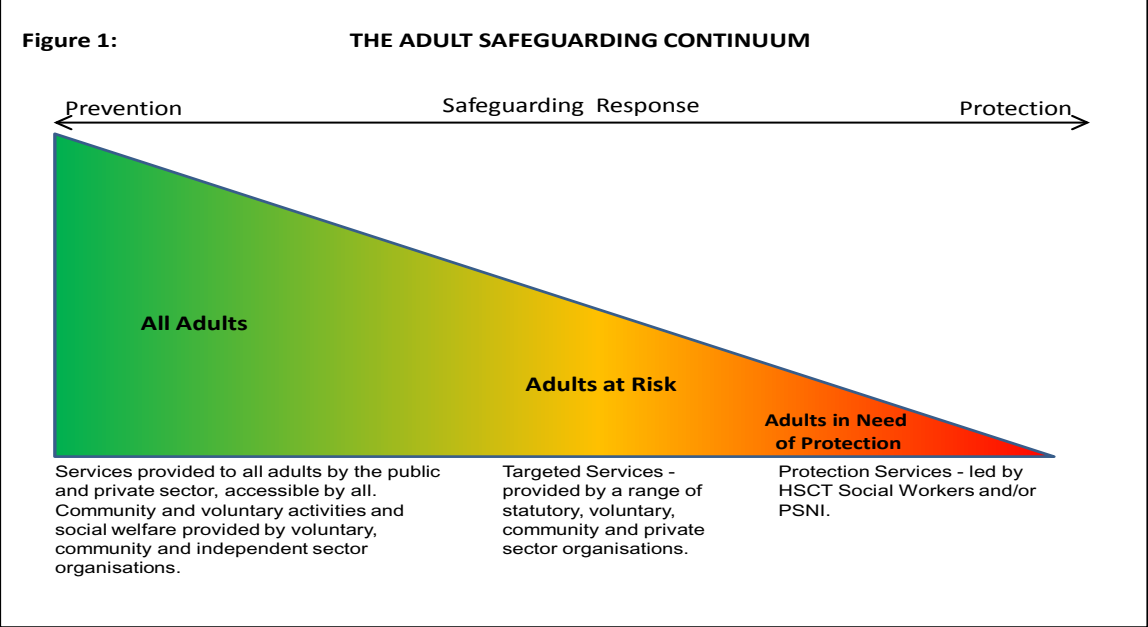 Figure 1: THE ADULT SAFEGUARDING CONTINUUM
Prevention Safeguarding Response Protection
All Adults
Adults at Risk
Adults in Need
of Protection
Services provided to all adults by the public
and private sector, accessible by all.
Community and voluntary activities and
social welfare provided by voluntary,
community and independent sector
organisations.
Targeted Services -
provided by a range of
statutory, voluntary,
community and private
sector organisations.
Protection Services - led by
HSCT Social Workers and/or
PSNI.